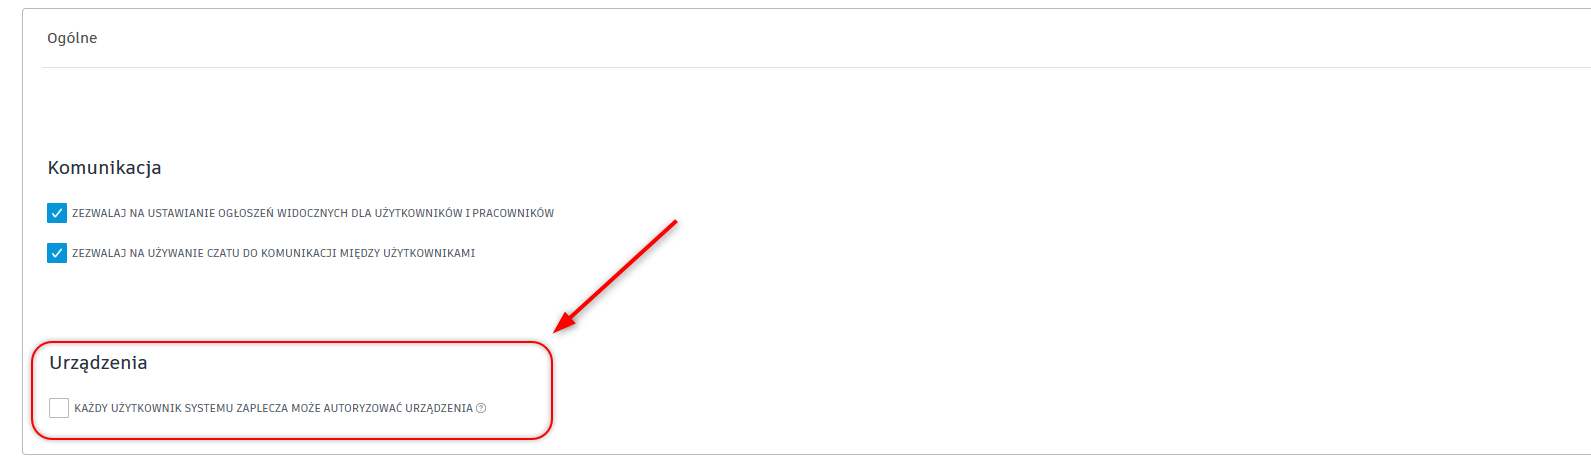 Ogólne
Komunikacja
ZEZWALAJ NA USTAWIANIE OGŁOSZEŃ WIDOCZNYCH DLA UŻYTKOWNIKÓW I PRACOWNIKÓW
ZEZWALAJ NA UŻYWANIE CZATU DO KOMUNIKACJI MIĘDZY UŻYTKOWNIKAMI
Urządzenia
KAŻDY UŻYTKOWNIK SYSTEMU ZAPLECZA MOŻE AUTORYZOWAĆ URZĄDZENIA ?